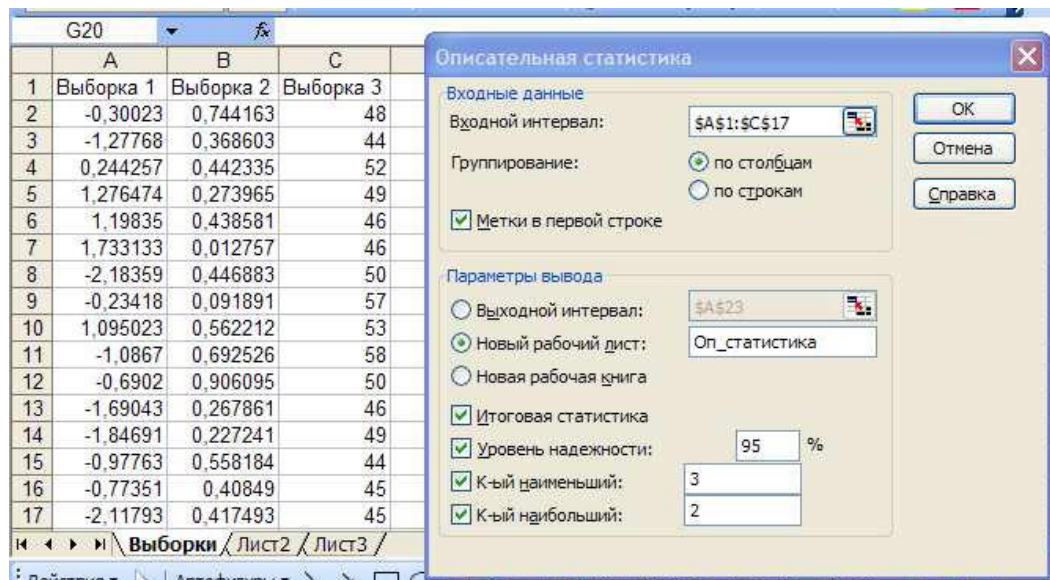 G20 fx
A B C
1 Выборка 1 Выборка 2 Выборка 3
2 -0,30023 0,744163 48
3 -1,27768 0,368603 44
4 0,244257 0,442335 52
5 1,276474 0,273965 49
6 1,19835 0,438581 46
7 1,733133 0,012757 46
8 -2,18359 0,446883 50
9 -0,23418 0,091891 57
10 1,095023 0,562212 53
11 -1,0867 0,692526 58
12 -0,6902 0,906095 50
13 -1,69043 0,267861 46
14 -1,84691 0,227241 49
15 -0,97763 0,558184 44
16 -0,77351 0,40849 45
17 -2,11793 0,417493 45
Выборки Лист2 Лист3
Действия Автофигуры
Описательная статистика
Входные данные
Входной интервал: $A$1:$C$17
Группирование: по столбцам
по строкам
Метки в первой строке
Параметры вывода
Выходной интервал: $A$23
Новый рабочий лист: Оп_статистика
Новая рабочая книга
Итоговая статистика
Уровень надежности: 95 %
К-ый наименьший: 3
К-ый наибольший: 2
ОК
Отмена
Справка